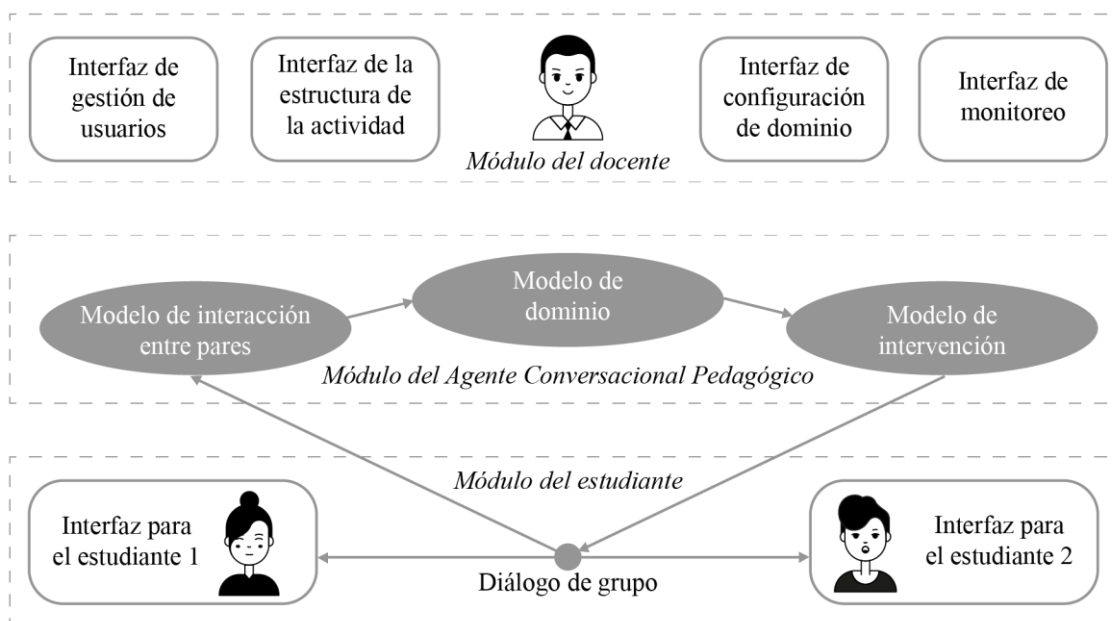 Interfaz de
gestión de
usuarios
Interfaz de la
estructura de
la actividad
Interfaz de
configuración
de dominio
Interfaz de
monitoreo
Módulo del docente
Modelo de interacción
entre pares
Modelo de
dominio
Modelo de
intervención
Módulo del Agente Conversacional Pedagógico
Módulo del estudiante
Interfaz para
el estudiante 1
Diálogo de grupo
Interfaz para
el estudiante 2